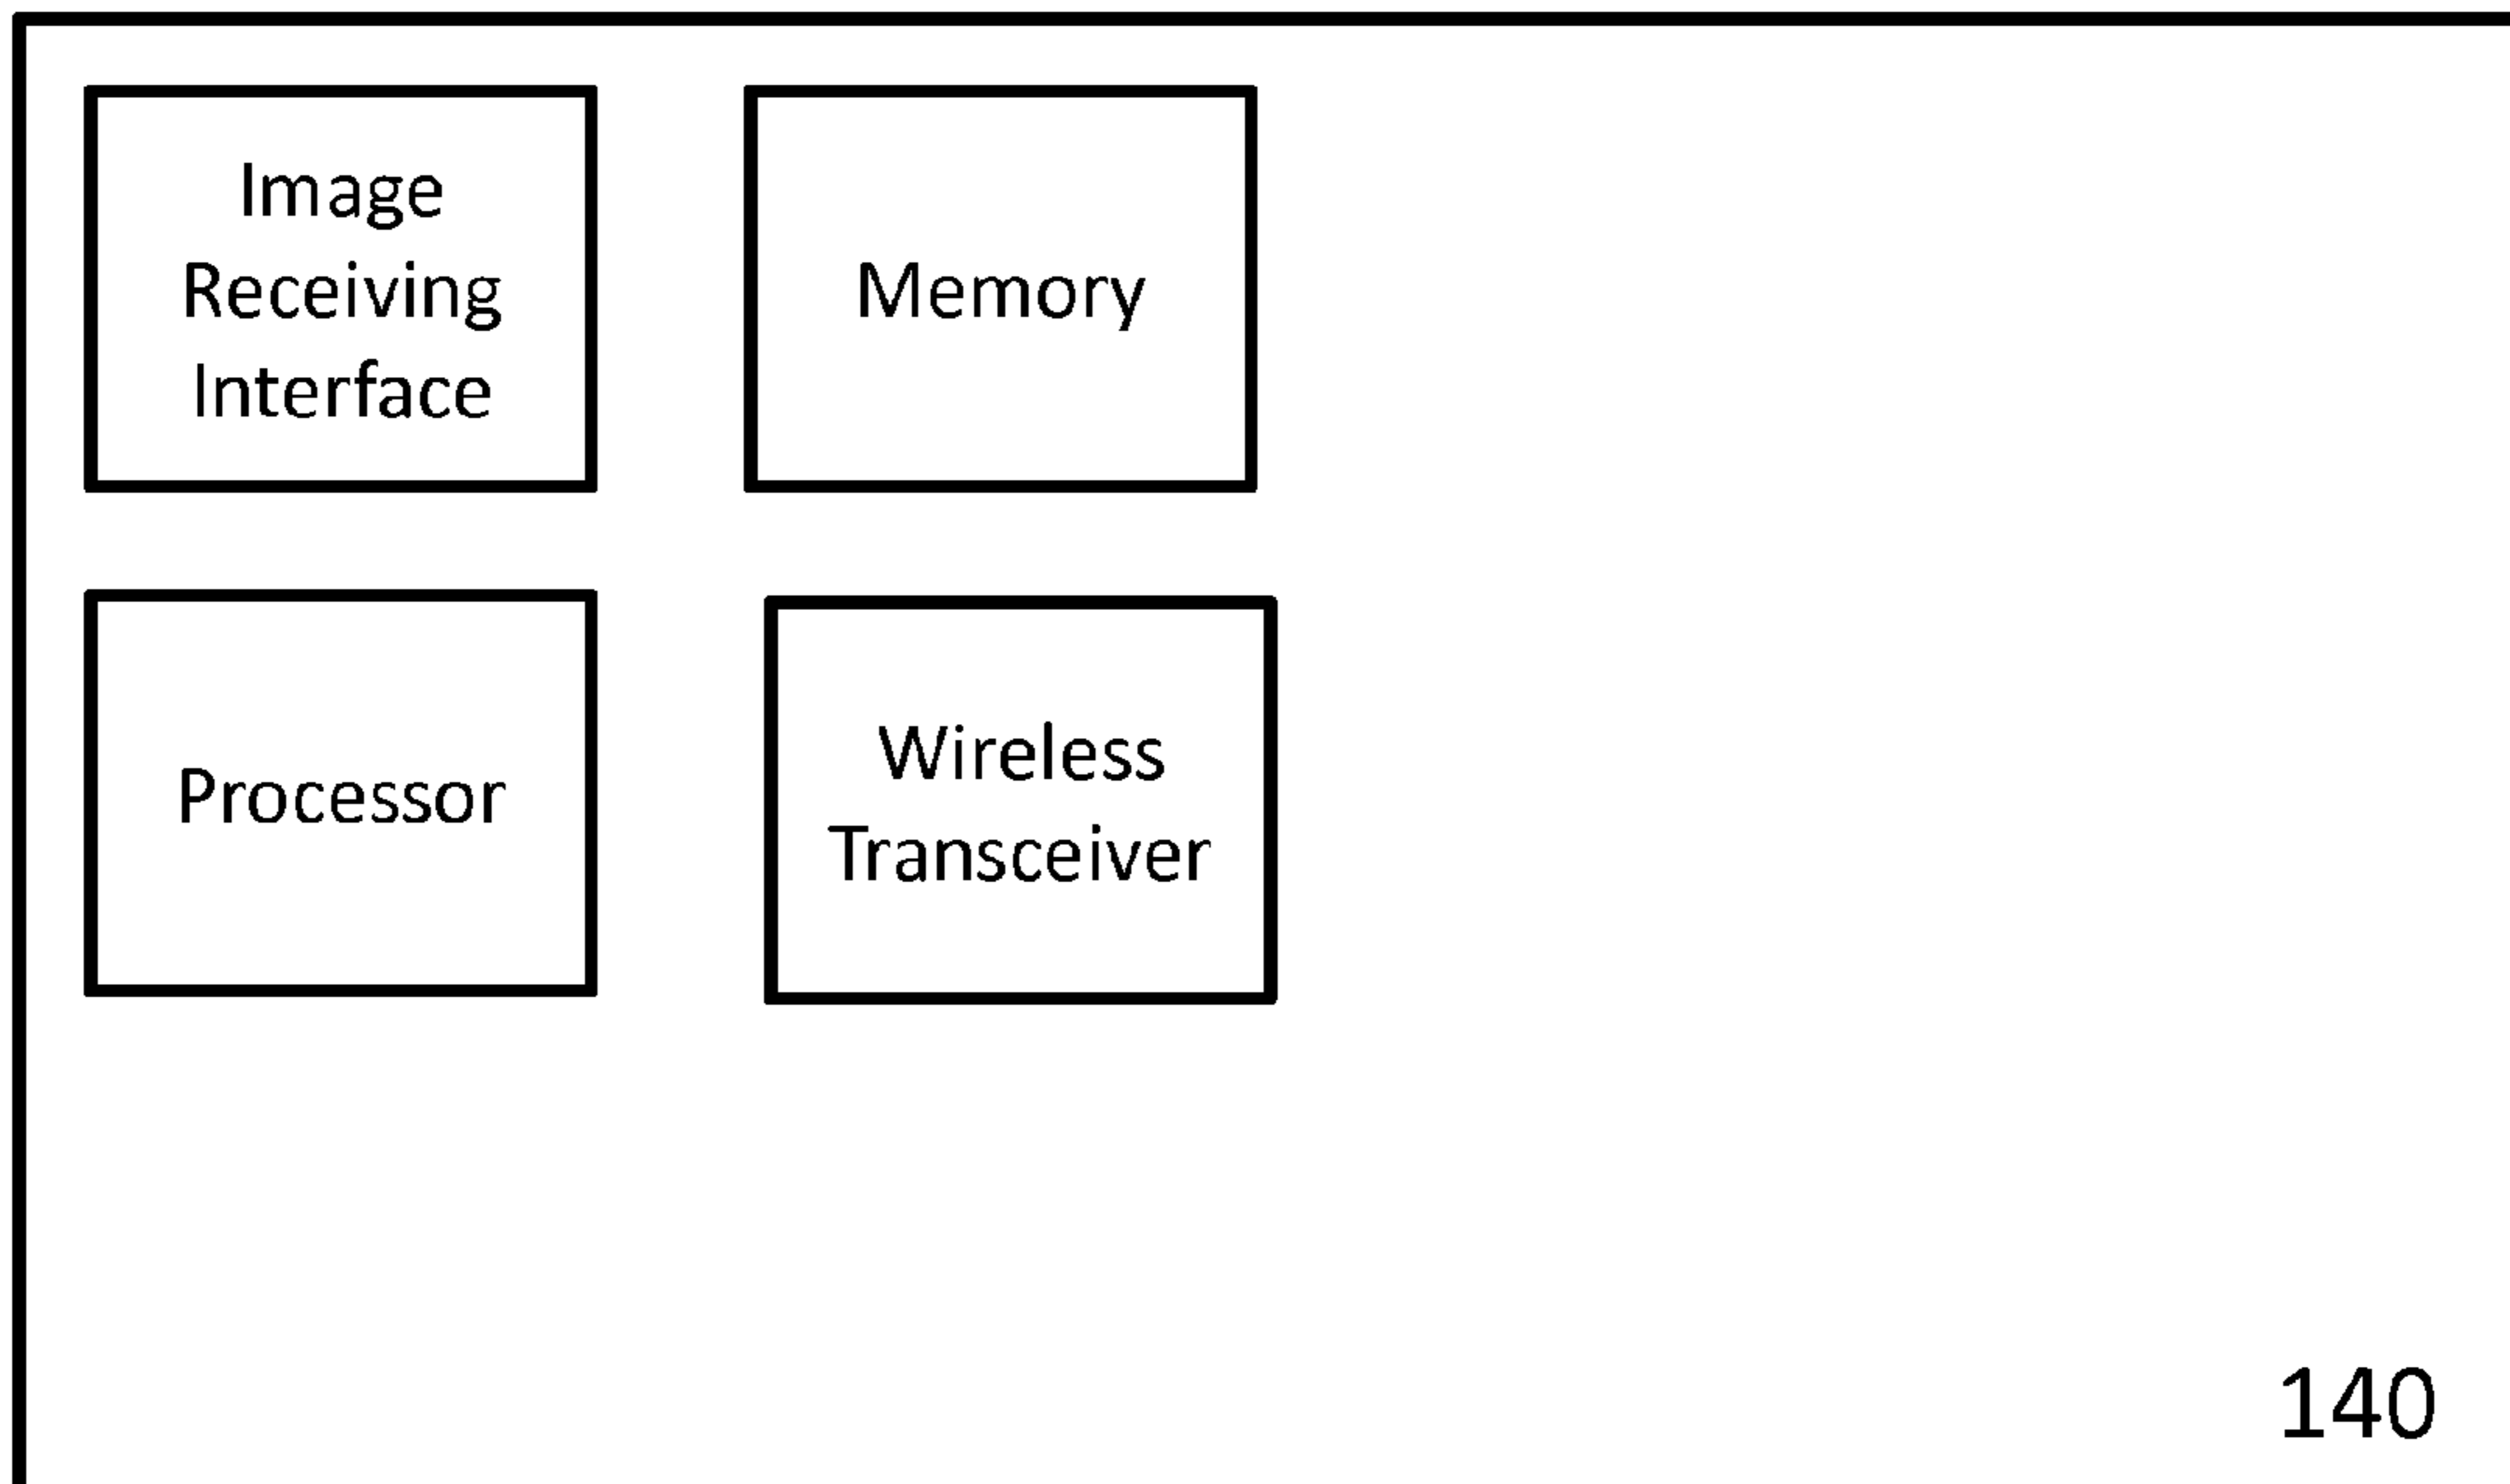 Image
Receiving
Interface
Memory
Processor
Wireless
Transceiver
140